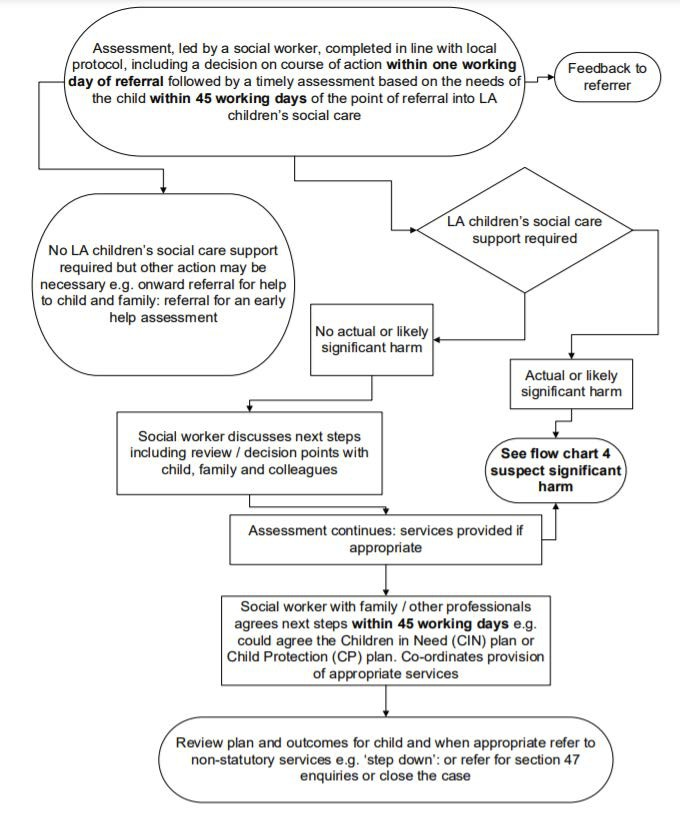 Assessment, led by a social worker, completed in line with local
protocol, including a decision on course of action within one working
day of referral followed by a timely assessment based on the needs of
the child within 45 working days of the point of referral into LA
children's social care
Feedback to
referrer
LA children's social care
support required
No LA children's social care support
required but other action may be
necessary e.g. onward referral for help
to child and family: referral for an early
help assessment
No actual or likely
significant harm
Actual or likely
significant harm
Social worker discusses next steps
including review / decision points with
child, family and colleagues
See flow chart 4
suspect significant
harm
Assessment continues: services provided if
appropriate
Social worker with family / other professionals
agrees next steps within 45 working days e.g.
could agree the Children in Need (CIN) plan or
Child Protection (CP) plan. Co-ordinates provision
of appropriate services
Review plan and outcomes for child and when appropriate refer to
non-statutory services e.g. 'step down': or refer for section 47
enquiries or close the case